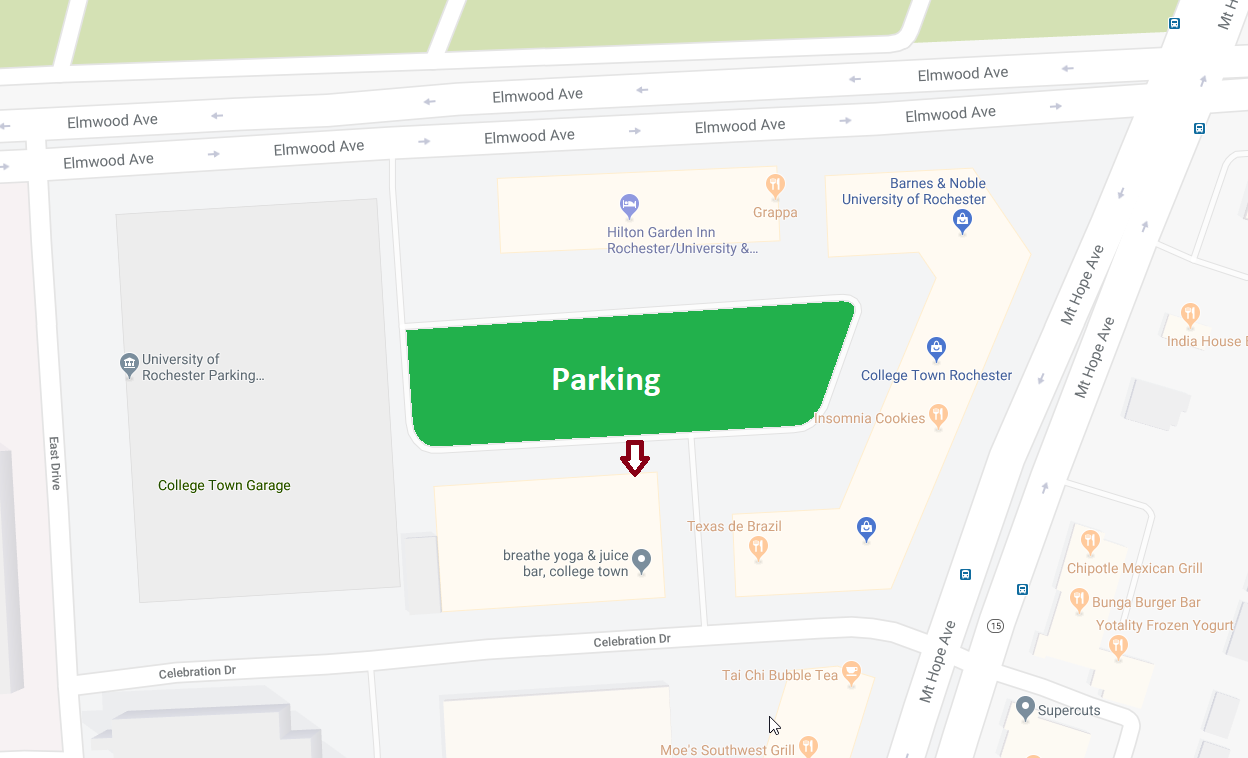 Mt H
Elmwood Ave
Elmwood Ave
Elmwood Ave
Elmwood Ave
Elmwood Ave
Elmwood Ave
Elmwood Ave
Elmwood Ave
Barnes & Noble
University of Rochester
Grappa
Hilton Garden Inn
Rochester/University &...
Mt Hope Ave
Mt Hope Ave
India House
University of
Rochester Parking...
Parking
College Town Rochester
Insomnia Cookies
East Drive
College Town Garage
Texas de Brazil
breathe yoga & juice
bar, college town
Chipotle Mexican Grill
Bunga Burger Bar
Yotality Frozen Yogurt
15
Mt Hope Ave
Celebration Dr
Celebration Dr
Tai Chi Bubble Tea
Supercuts
Moe's Southwest Grill